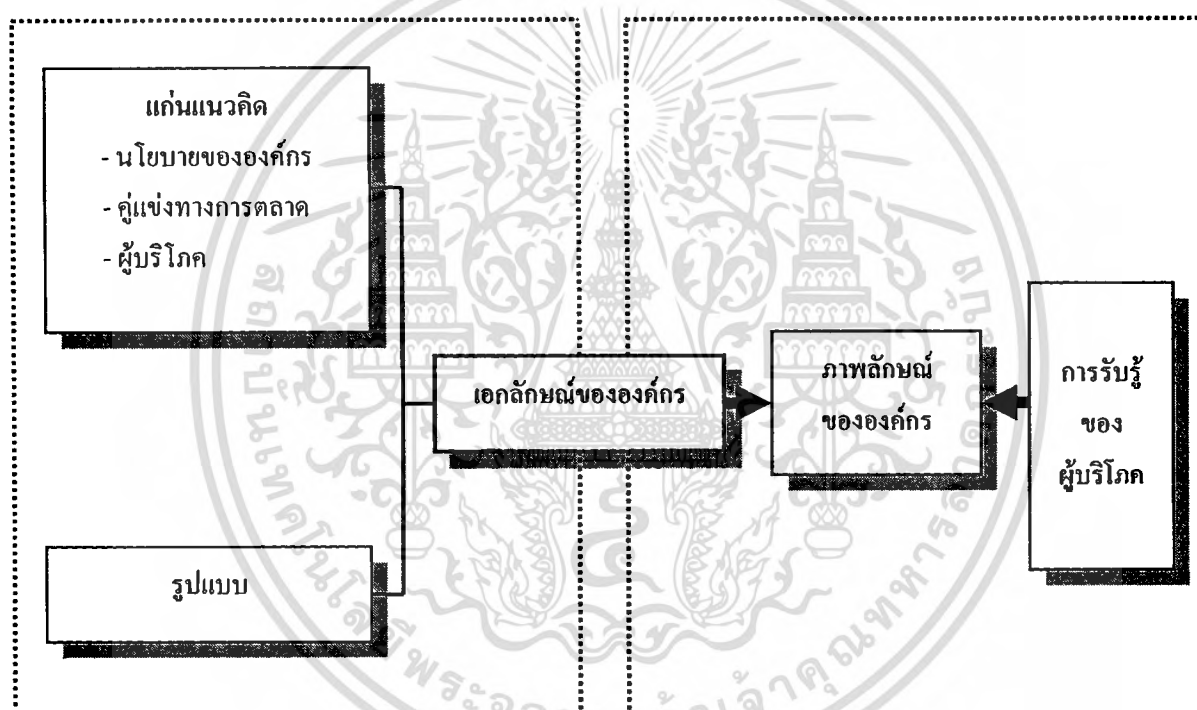 แก่นแนวคิด
- นโยบายขององค์กร
- คู่แข่งทางการตลาด
- ผู้บริโภค
รูปแบบ
เอกลักษณ์ขององค์กร
ภาพลักษณ์
ขององค์กร
การรับรู้
ของ
ผู้บริโภค